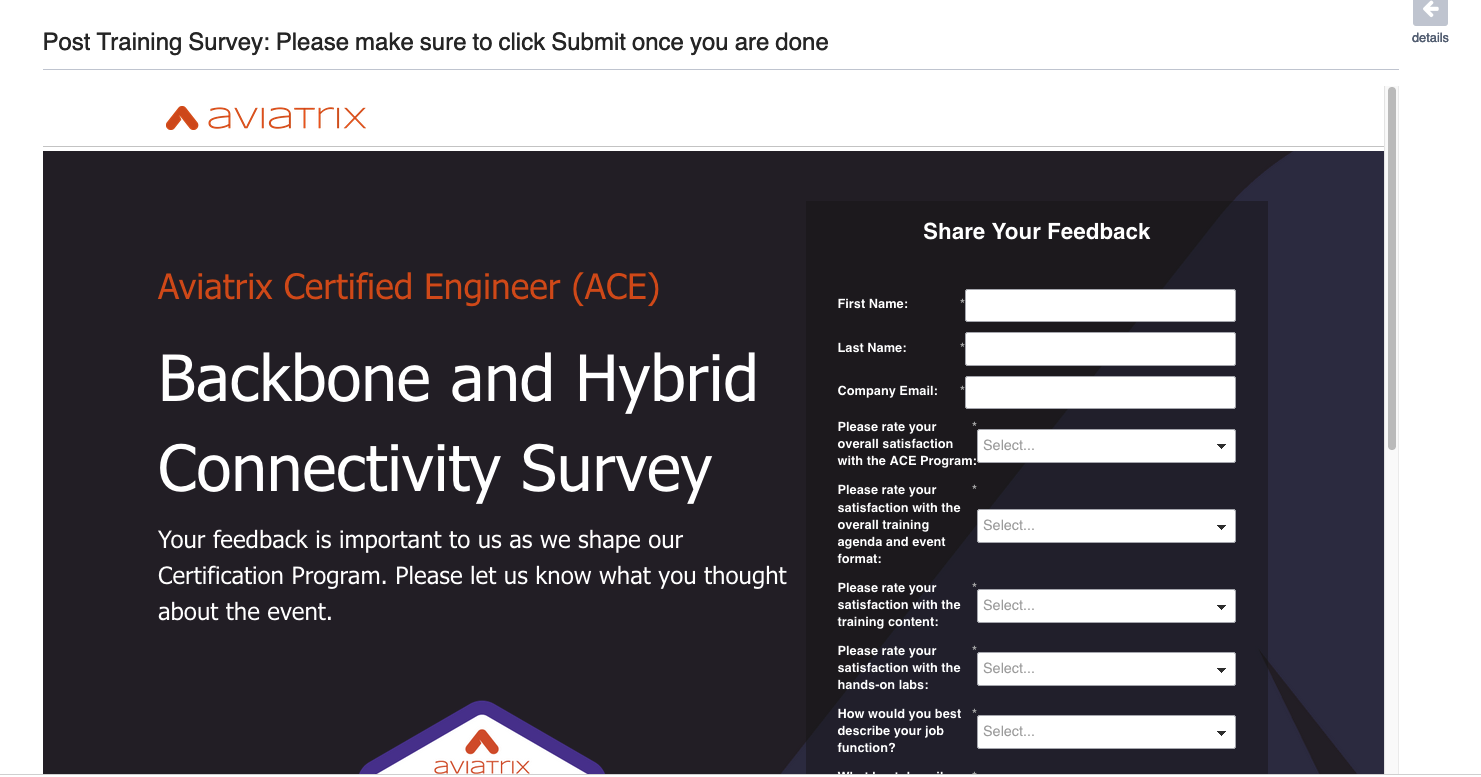 details
Post Training Survey: Please make sure to click Submit once you are done
aviatrix
Aviatrix Certified Engineer (ACE)
Backbone and Hybrid
Connectivity Survey
Your feedback is important to us as we shape our
Certification Program. Please let us know what you thought
about the event.
aviatrix
Share Your Feedback
First Name: *
Last Name: *
Company Email: *
Please rate your *
overall satisfaction
with the ACE Program:
Select...
Please rate your *
satisfaction with the
overall training
agenda and event
format:
Select...
Please rate your *
satisfaction with the
training content:
Select...
Please rate your *
satisfaction with the
hands-on labs:
Select...
How would you best *
describe your job
function?
Select...